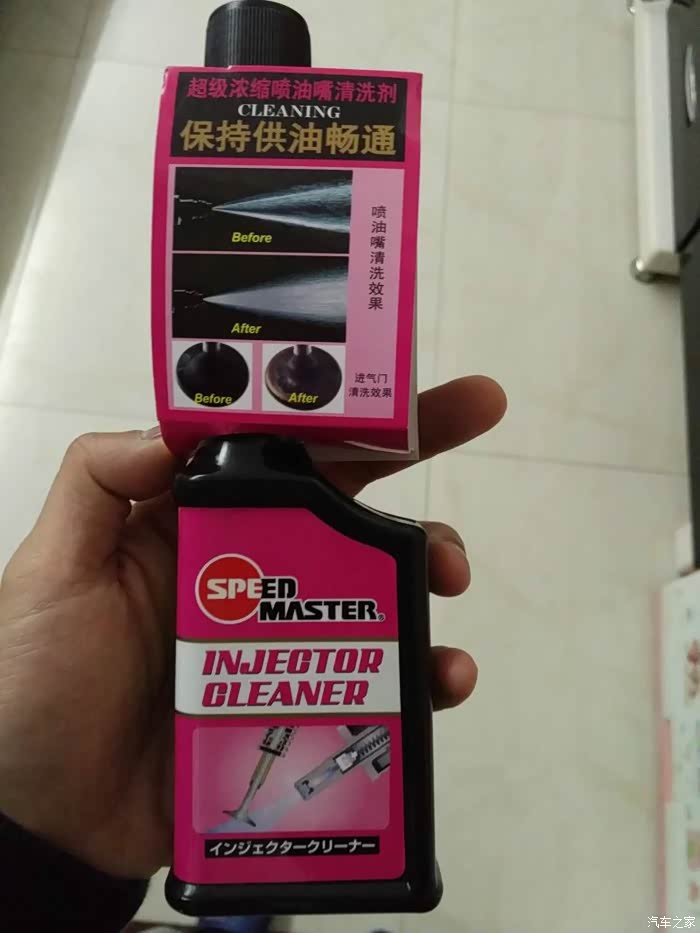 超级浓缩喷油嘴清洗剂
CLEANING
保持供油畅通
Before
喷油嘴清洗效果
After
Before
After
进气门
清洗效果
SPEED
MASTER®
INJECTOR
CLEANER
インジェクタークリーナー
汽车之家